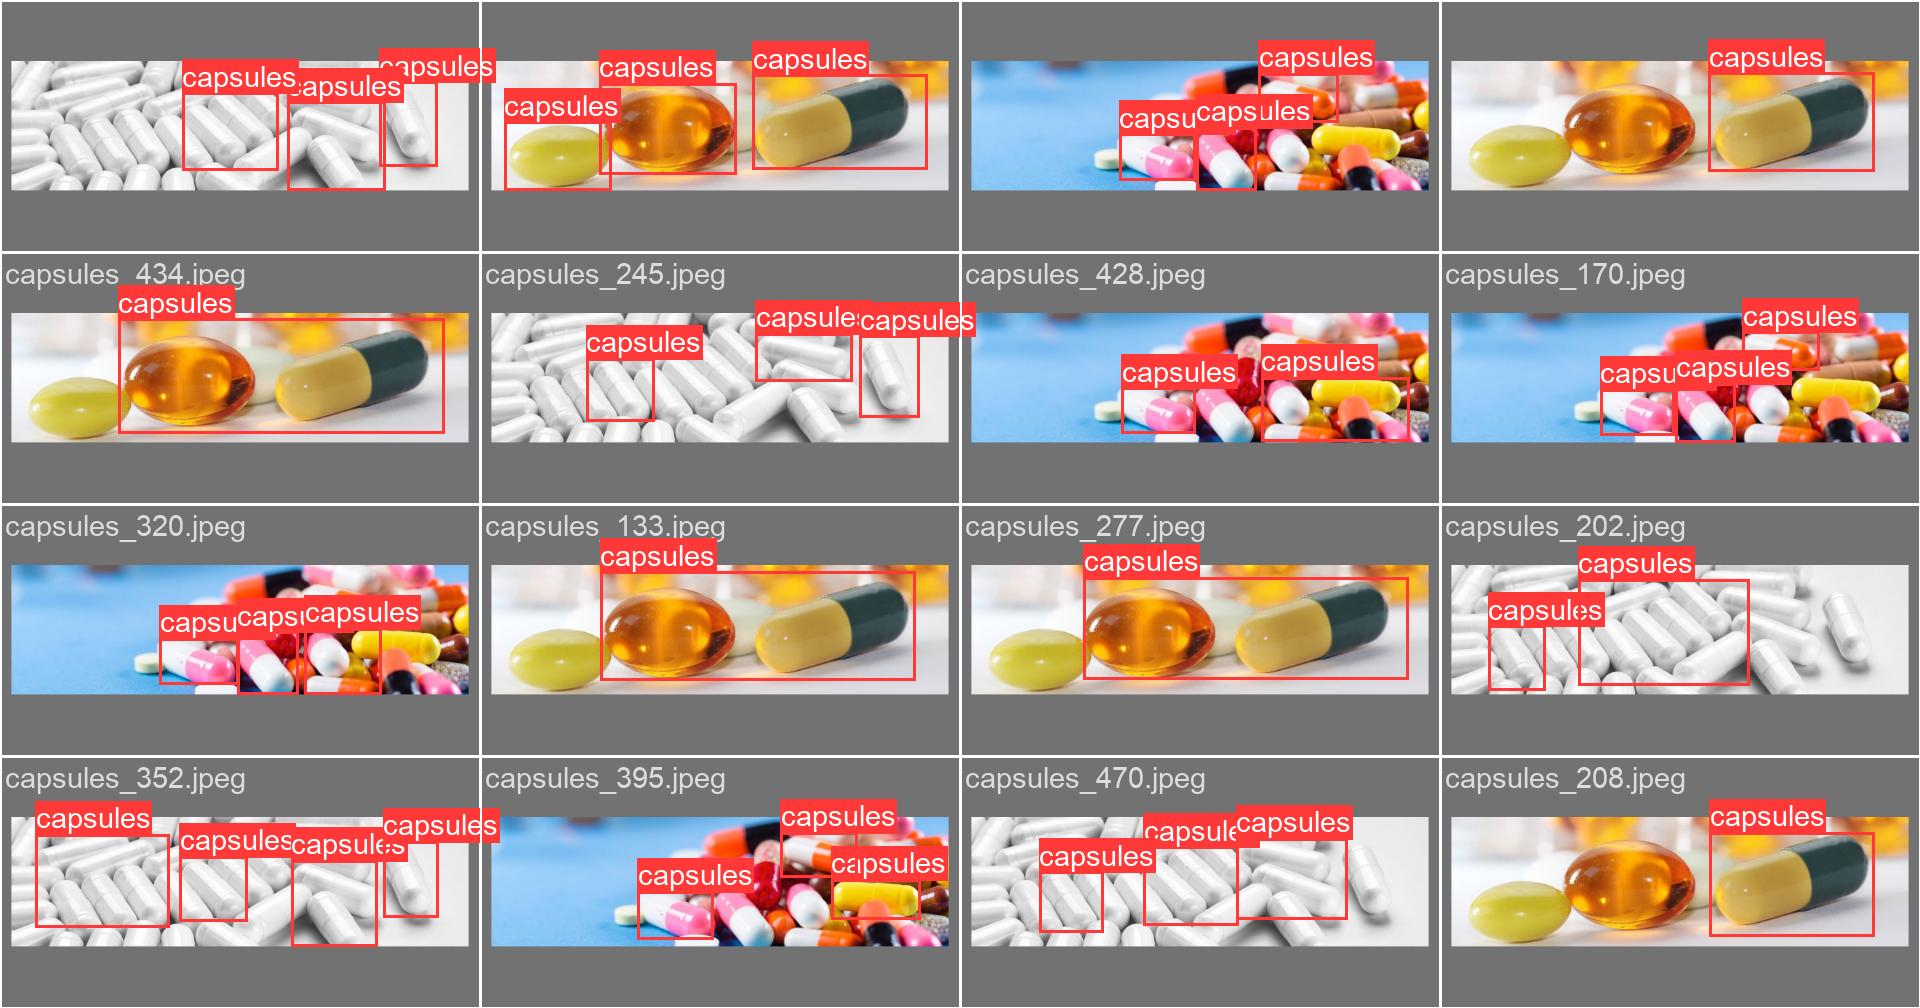 capsules
capsules
capsules
capsules
capsules
capsules
capsules
capsu
capsules
capsules
capsules
capsules_434.jpeg
capsules_245.jpeg
capsules_428.jpeg
capsules_170.jpeg
capsules
capsules
capsules
capsules
capsules
capsules
capsules
capsu
capsules
capsules_320.jpeg
capsules_133.jpeg
capsules_277.jpeg
capsules_202.jpeg
capsu
capsu
capsules
capsules
capsules
capsules
capsules
capsules_352.jpeg
capsules_395.jpeg
capsules_470.jpeg
capsules_208.jpeg
capsules
capsules
capsules
capsules
capsules
capsules
capsules
capsules
capsule
capsules
capsules